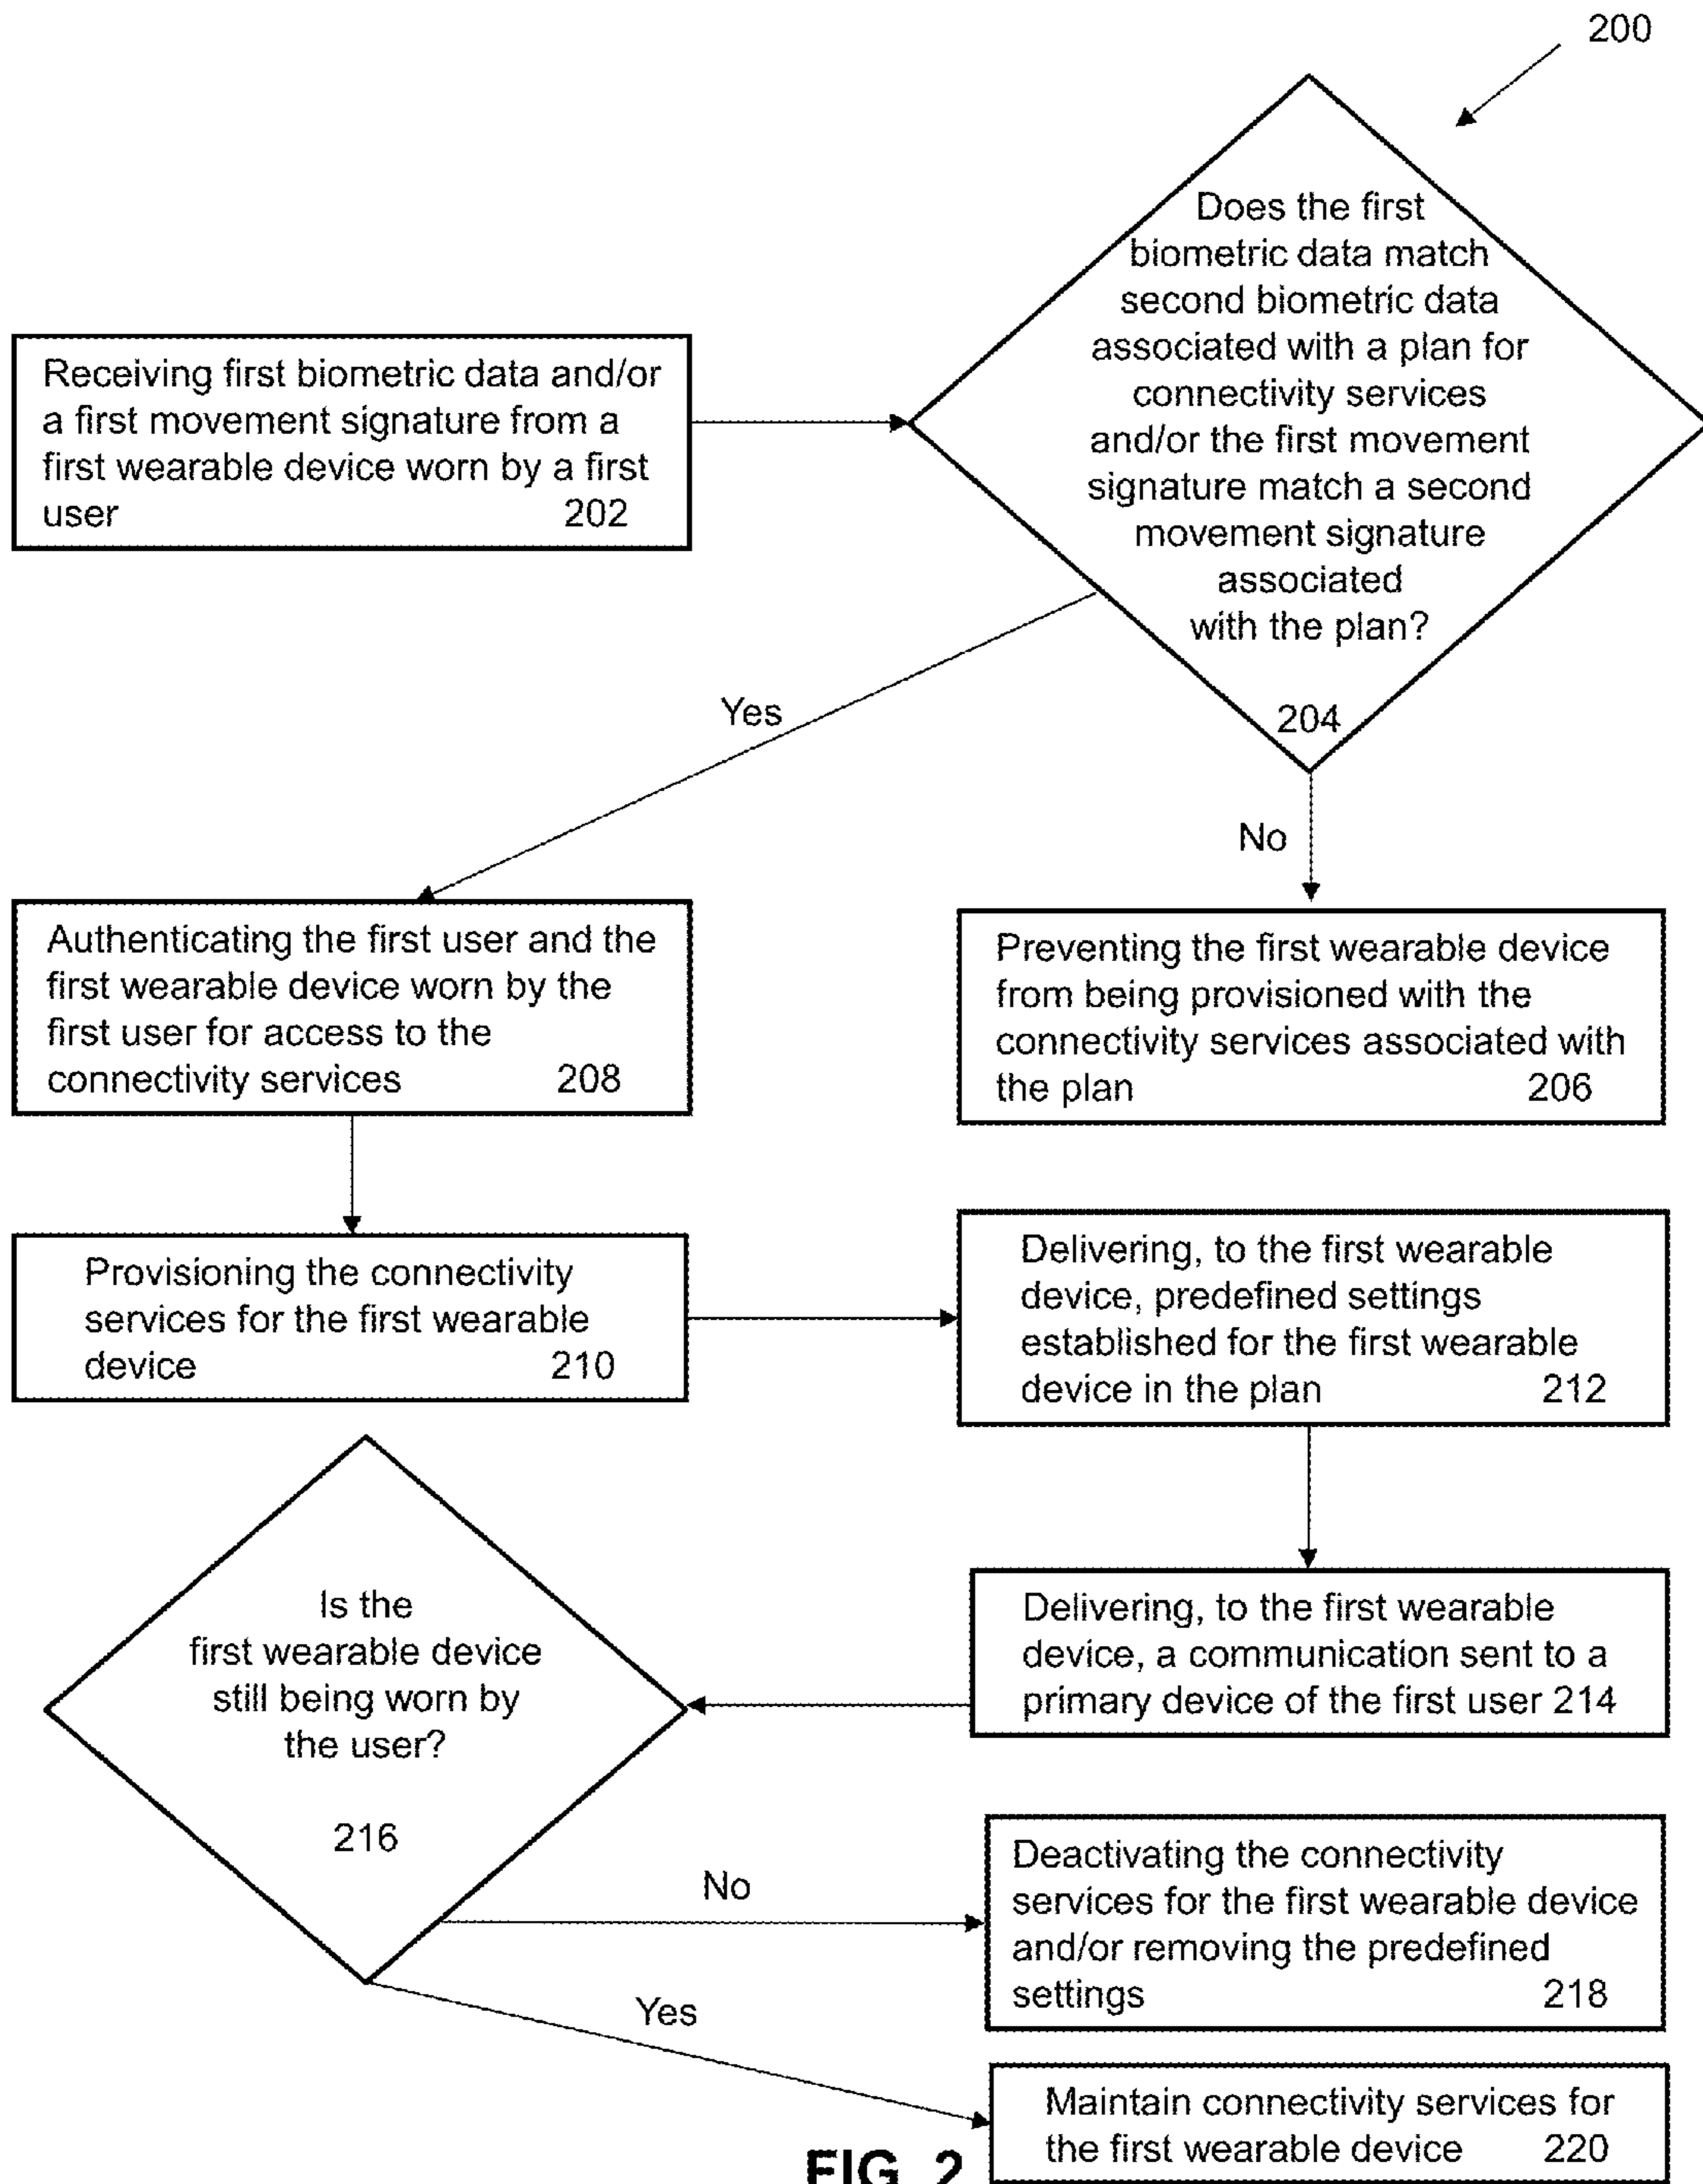 200
Does the first
biometric data match
second biometric data
associated with a plan for
connectivity services
and/or the first movement
signature match a second
movement signature
associated
with the plan?
204
Receiving first biometric data and/or
a first movement signature from a
first wearable device worn by a first
user 202
Yes
No
Authenticating the first user and the
first wearable device worn by the
first user for access to the
connectivity services 208
Preventing the first wearable device
from being provisioned with the
connectivity services associated with
the plan 206
Provisioning the connectivity
services for the first wearable
device 210
Delivering, to the first wearable
device, predefined settings
established for the first wearable
device in the plan 212
Delivering, to the first wearable
device, a communication sent to a
primary device of the first user 214
Is the
first wearable device
still being worn by
the user?
216
No
Deactivating the connectivity
services for the first wearable device
and/or removing the predefined
settings 218
Yes
Maintain connectivity services for
the first wearable device 220
FIG. 2